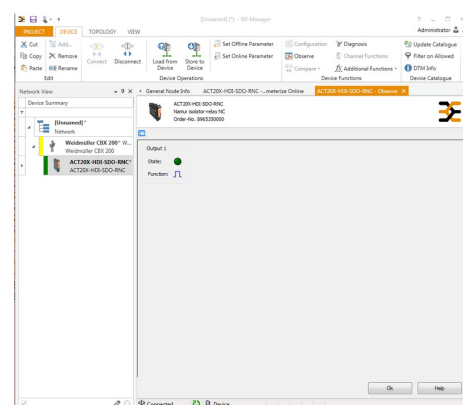 [Unnamed] (*) - WI-Manager
PROJECT DEVICE TOPOLOGY VIEW Administrator
Cut Add... Connect Disconnect Load from Device Store to Device Set Offline Parameter Configuration Diagnosis Update Catalogue
Copy Remove Set Online Parameter Observe Channel Functions Filter on Allowed
Paste Rename Compare Additional Functions DTM Info
Edit Device Operations Device Functions Device Catalogue
Network View General Node Info ACT20X-HDI-SDO-RNC -...meterize Online ACT20X-HDI-SDO-RNC - Observe
Device Summary
ACT20X-HDI-SDO-RNC
Namur isolator-relay NC
Order-No. 8965350000
[Unnamed]*
Network
Weidmüller CBX 200* W...
Weidmüller CBX 200
ACT20X-HDI-SDO-RNC*
ACT20X-HDI-SDO-RNC
Output 1
State:
Function:
Ok Help
Connected Device